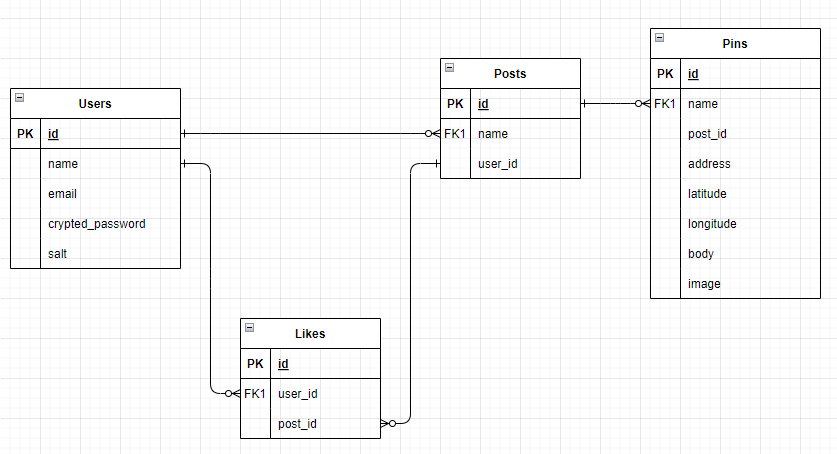 Users
PK id
name
email
crypted_password
salt
Posts
PK id
FK1 name
user_id
Pins
PK id
FK1 name
post_id
address
latitude
longitude
body
image
Likes
PK id
FK1 user_id
post_id